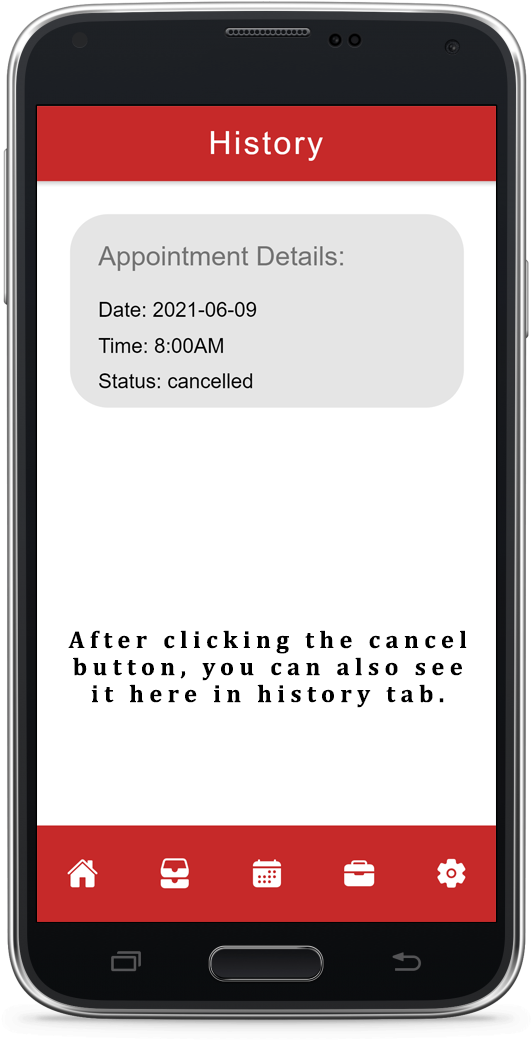 History
Appointment Details:
Date: 2021-06-09
Time: 8:00AM
Status: cancelled
After clicking the cancel
button, you can also see
it here in history tab.